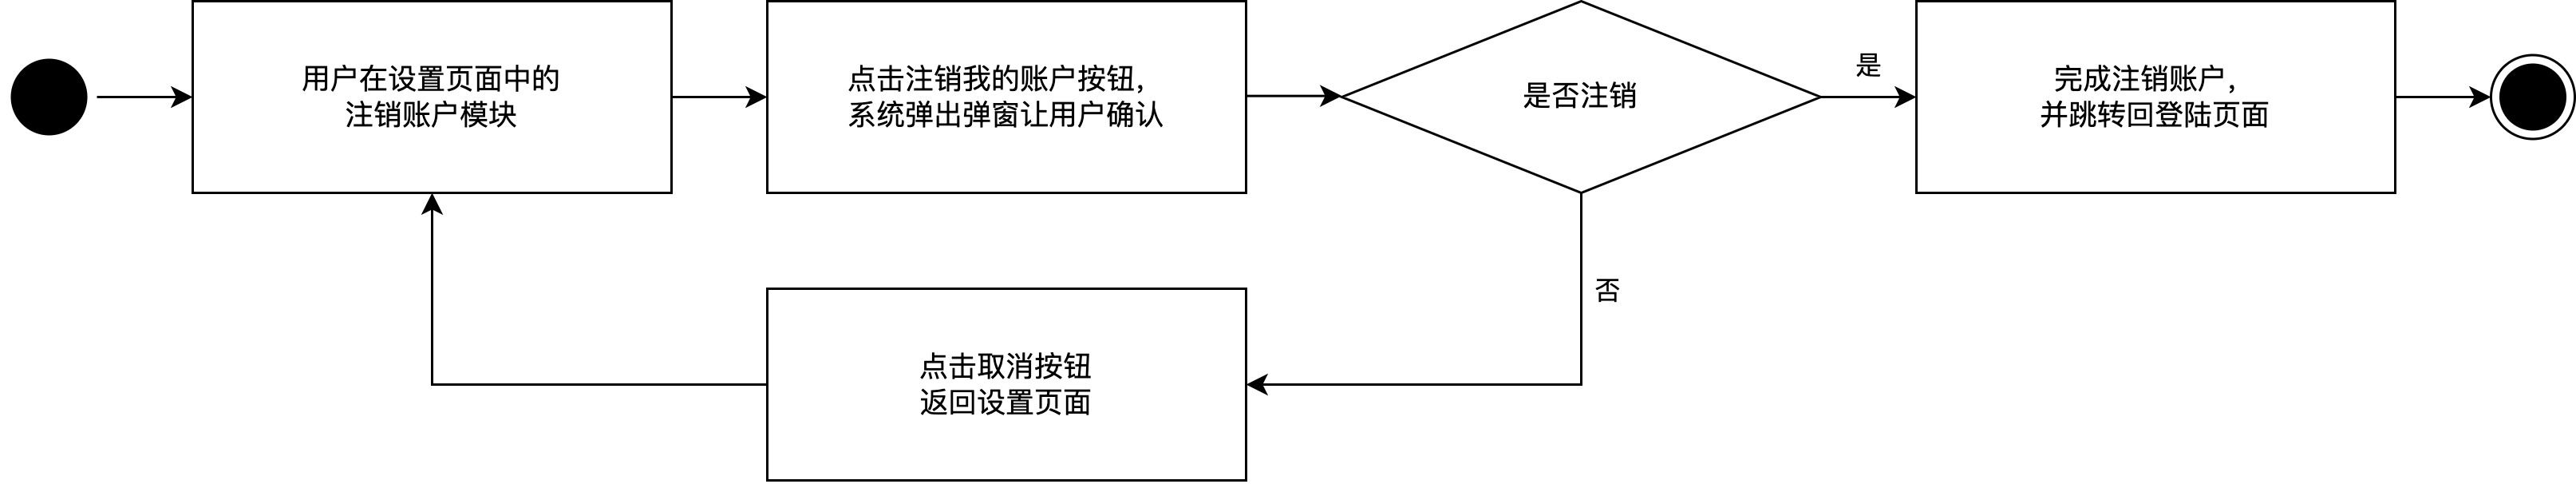 用户在设置页面中的
注销账户模块
点击注销我的账户按钮，
系统弹出弹窗让用户确认
是否注销
是
完成注销账户，
并跳转回登陆页面
否
点击取消按钮
返回设置页面